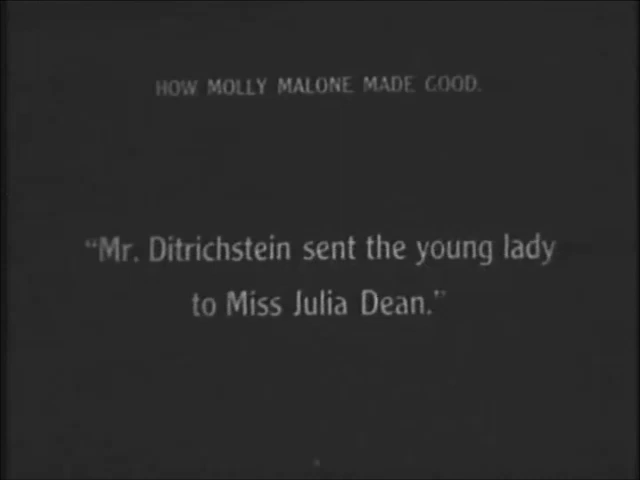 HOW MOLLY MALONE MADE GOOD.
"Mr. Ditrichstein sent the young lady
to Miss Julia Dean."